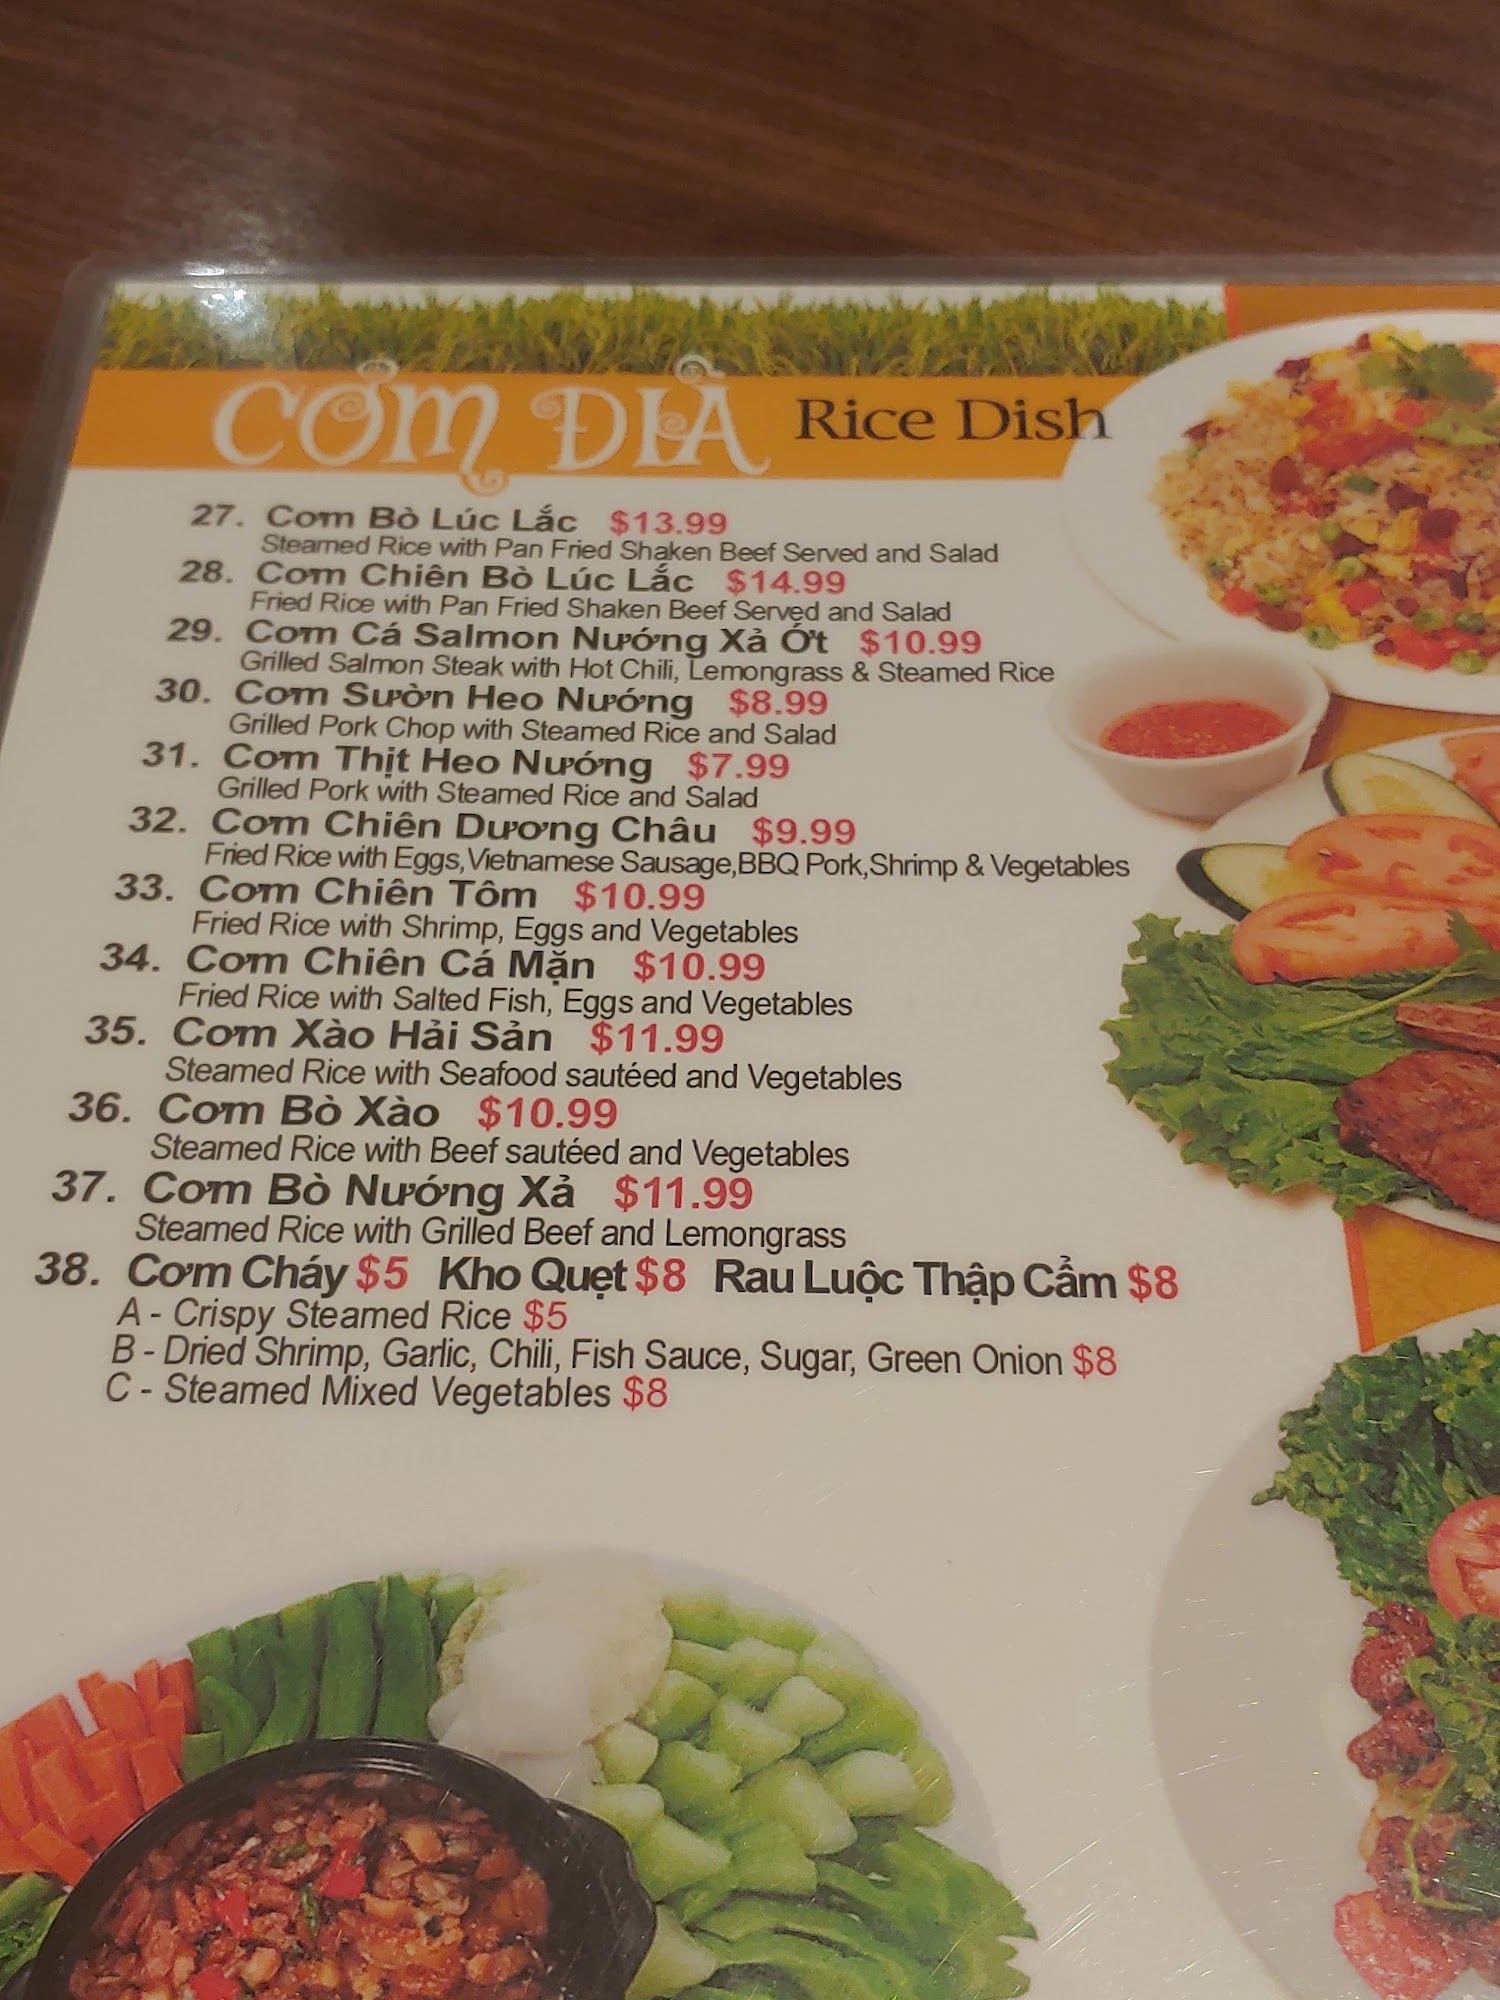 CƠM DĨA Rice Dish
27. Cơm Bò Lúc Lắc $13.99
Steamed Rice with Pan Fried Shaken Beef Served and Salad
28. Cơm Chiên Bò Lúc Lắc $14.99
Fried Rice with Pan Fried Shaken Beef Served and Salad
29. Cơm Cá Salmon Nướng Xả Ớt $10.99
Grilled Salmon Steak with Hot Chili, Lemongrass & Steamed Rice
30. Cơm Sườn Heo Nướng $8.99
Grilled Pork Chop with Steamed Rice and Salad
31. Cơm Thịt Heo Nướng $7.99
Grilled Pork with Steamed Rice and Salad
32. Cơm Chiên Dương Châu $9.99
Fried Rice with Eggs,Vietnamese Sausage,BBQ Pork,Shrimp & Vegetables
33. Cơm Chiên Tôm $10.99
Fried Rice with Shrimp, Eggs and Vegetables
34. Cơm Chiên Cá Mặn $10.99
Fried Rice with Salted Fish, Eggs and Vegetables
35. Cơm Xào Hải Sản $11.99
Steamed Rice with Seafood sautéed and Vegetables
36. Cơm Bò Xào $10.99
Steamed Rice with Beef sautéed and Vegetables
37. Cơm Bò Nướng Xả $11.99
Steamed Rice with Grilled Beef and Lemongrass
38. Cơm Cháy $5 Kho Quẹt $8 Rau Luộc Thập Cẩm $8
A - Crispy Steamed Rice $5
B - Dried Shrimp, Garlic, Chili, Fish Sauce, Sugar, Green Onion $8
C - Steamed Mixed Vegetables $8